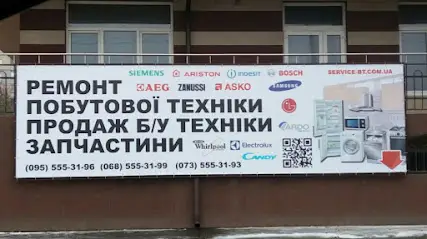 SIEMENS ARISTON indesit BOSCH SERVICE-BT.COM.UA
AEG ZANUSSI ASKO SAMSUNG
РЕМОНТ
ПОБУТОВОЇ ТЕХНІКИ
ПРОДАЖ Б/У ТЕХНІКИ
LG
ЗАПЧАСТИНИ
Whirlpool Electrolux ARDO
CANDY
(095) 555-31-96 (068) 555-31-99 (073) 555-31-93